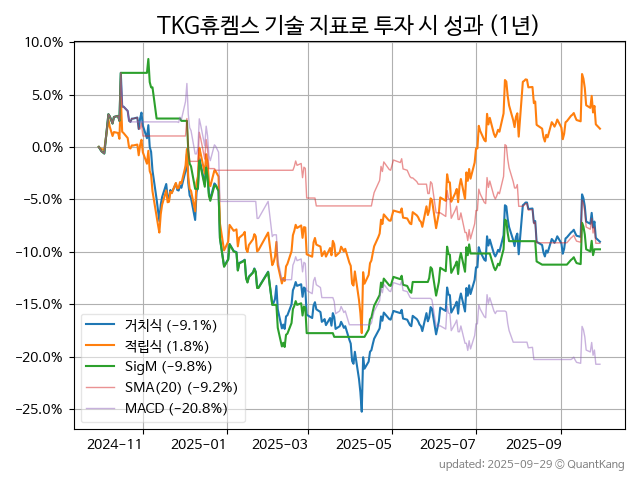 TKG휴켐스 기술 지표로 투자 시 성과 (1년)
10.0%
5.0%
0.0%
−5.0%
−10.0%
−15.0%
−20.0%
−25.0%
거치식 (−9.1%)
적립식 (1.8%)
SigM (−9.8%)
SMA(20) (−9.2%)
MACD (−20.8%)
2024-11 2025-01 2025-03 2025-05 2025-07 2025-09
updated: 2025-09-29 © QuantKang